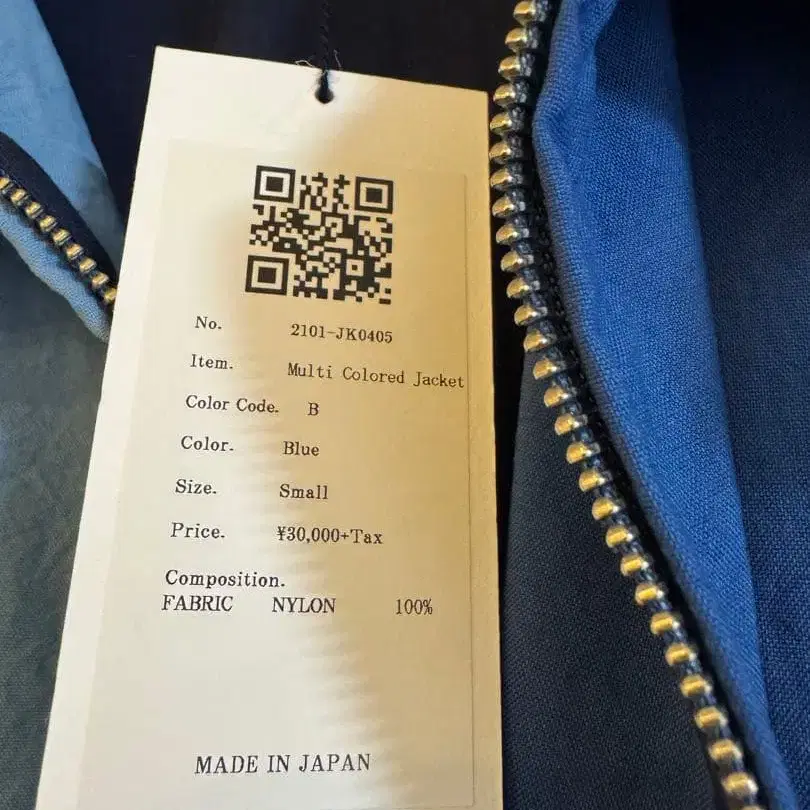 No. 2101-JK0405
Item. Multi Colored Jacket
Color Code. B
Color. Blue
Size. Small
Price. ¥30,000+Tax
Composition.
FABRIC NYLON 100%
MADE IN JAPAN